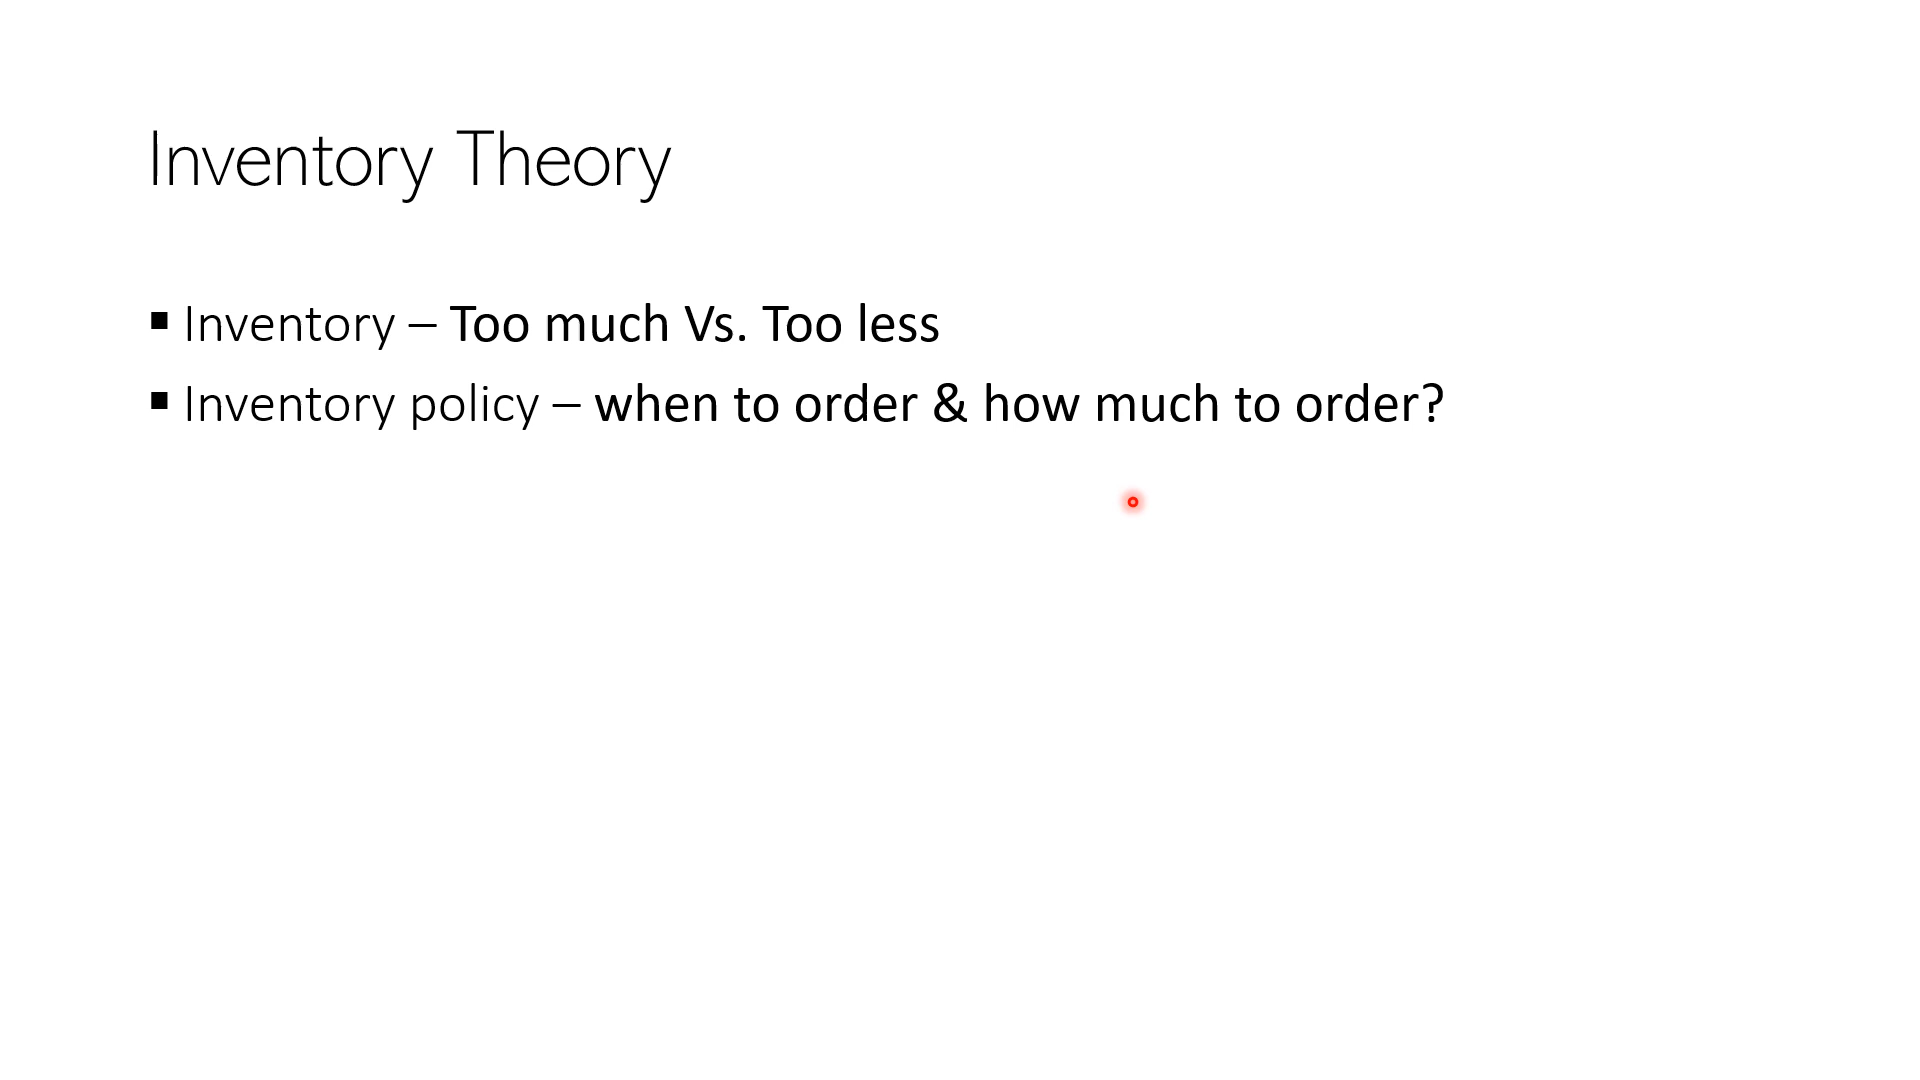 Inventory Theory
▪ Inventory – Too much Vs. Too less
▪ Inventory policy – when to order & how much to order?